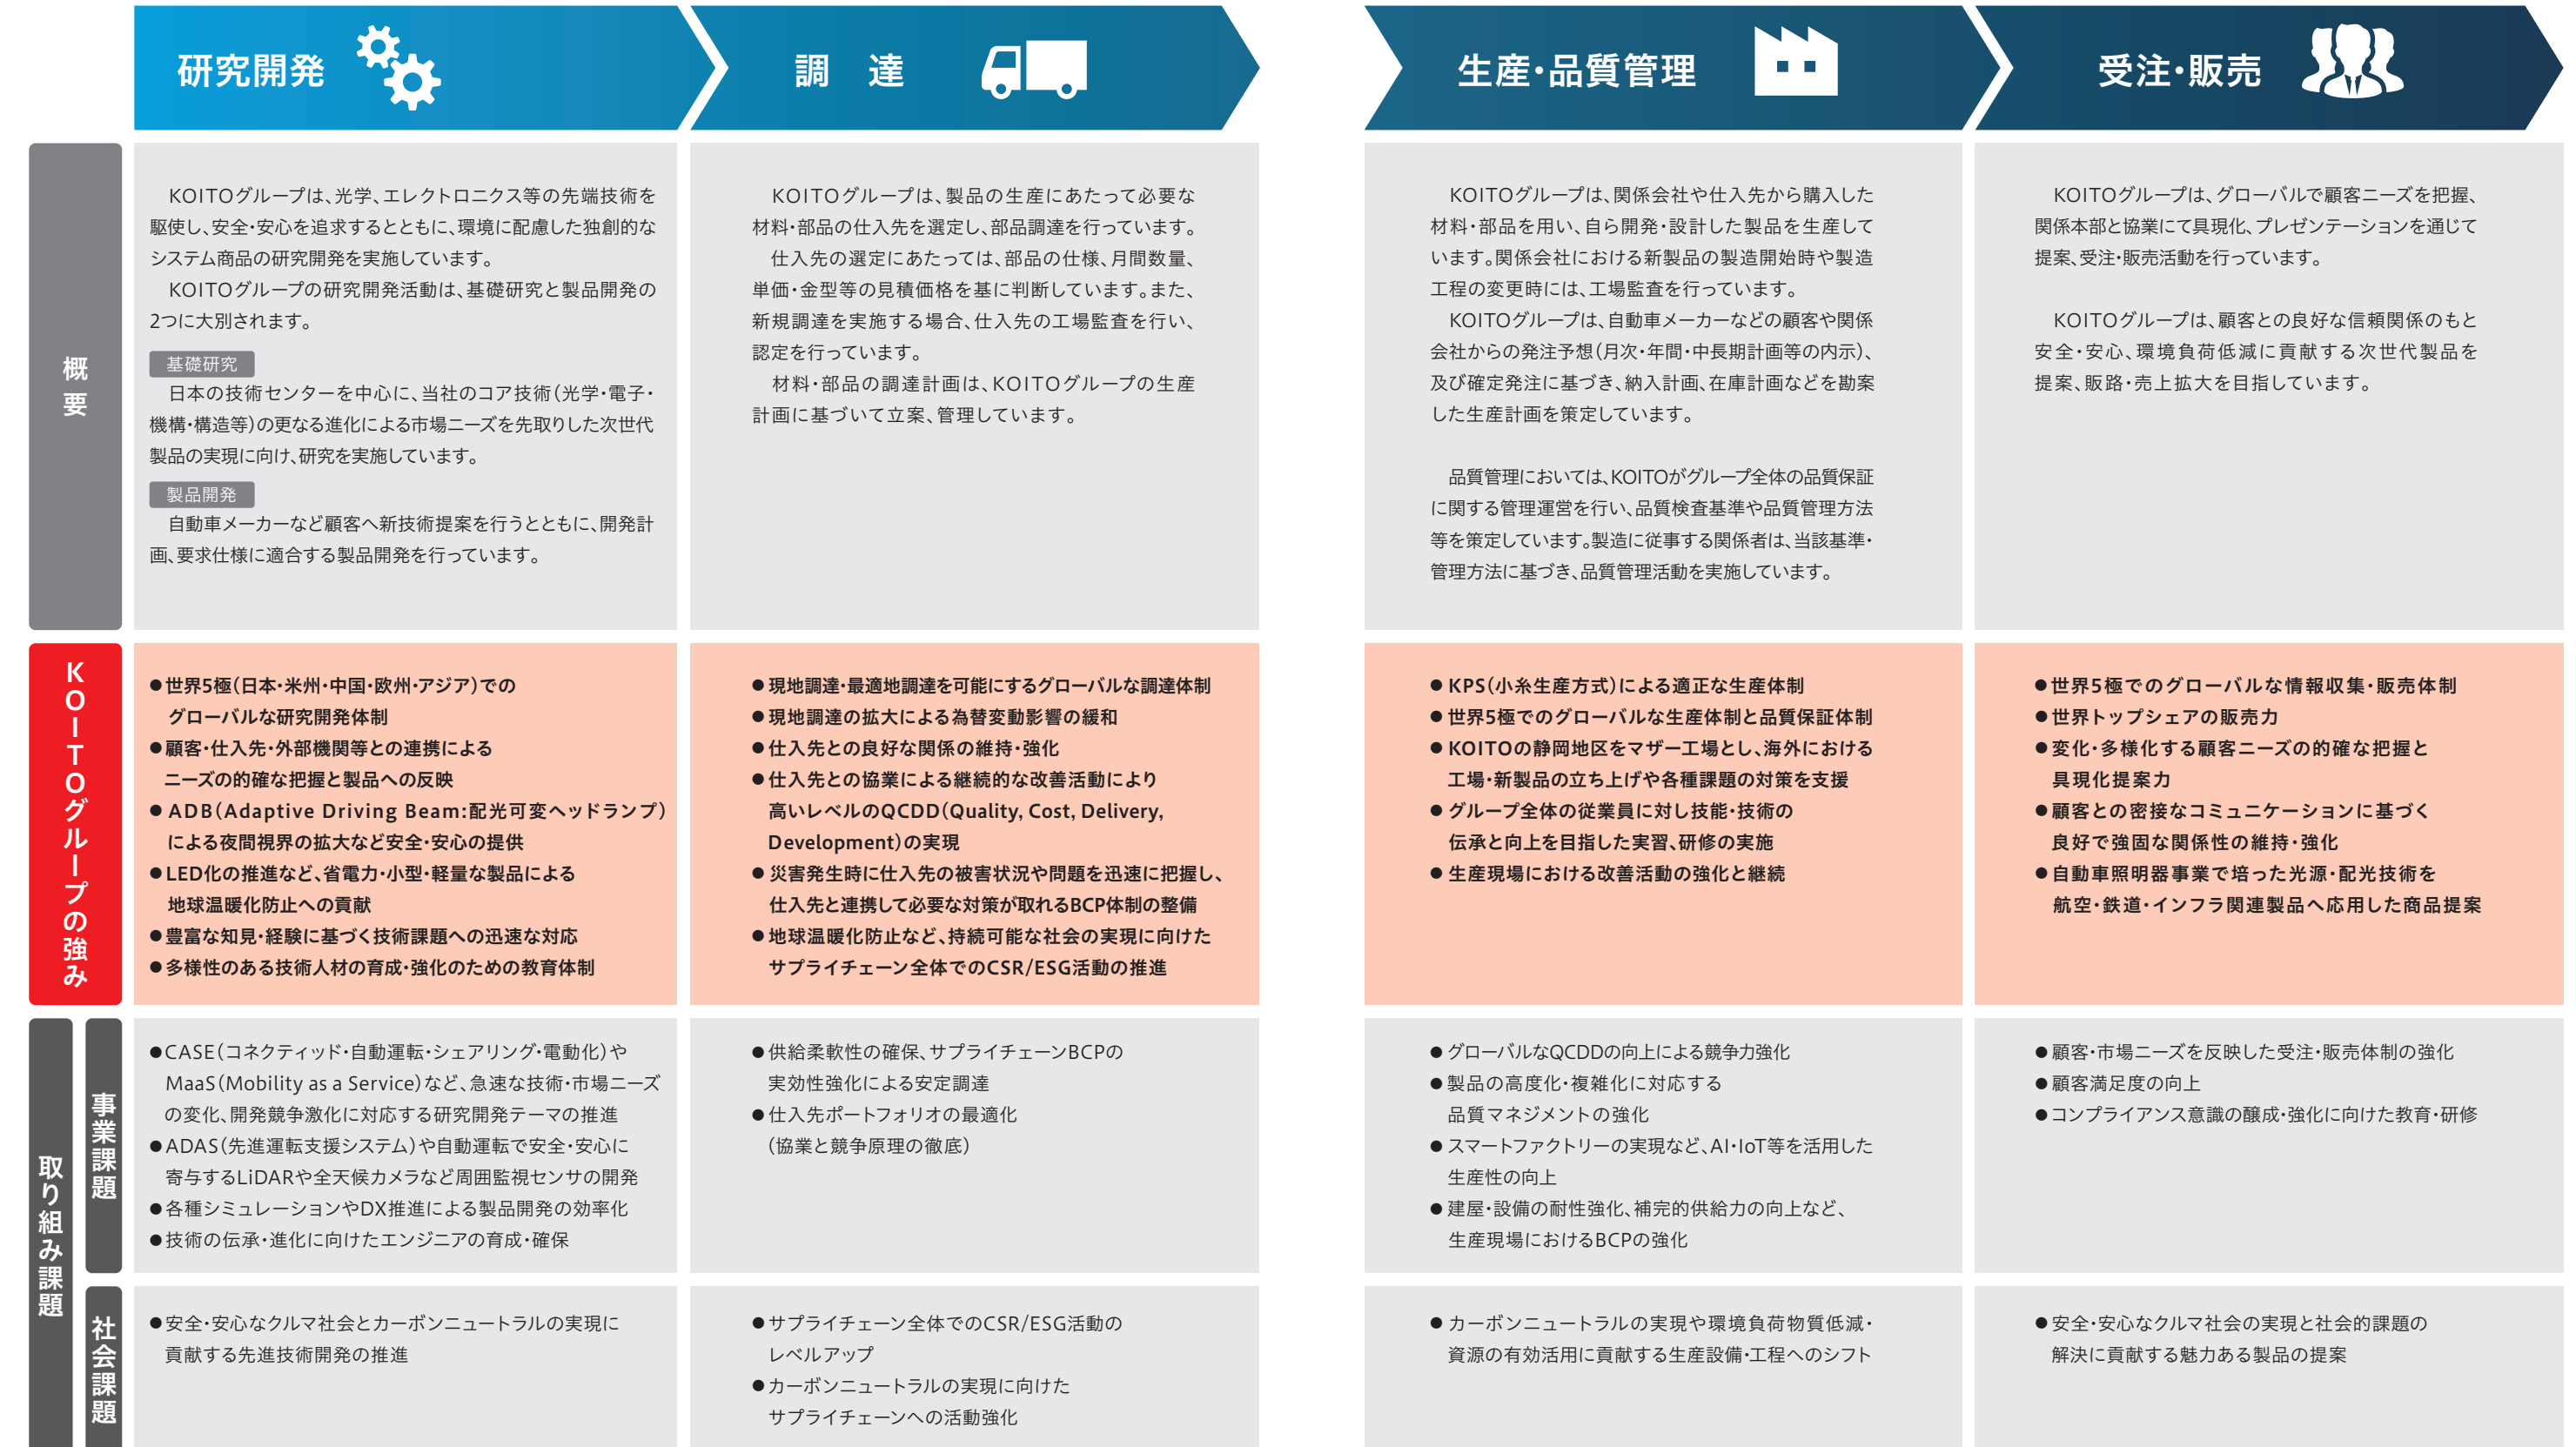 研究開発
調　達
生産・品質管理
受注・販売
概要
KOITOグループは、光学、エレクトロニクス等の先端技術を
駆使し、安全・安心を追求するとともに、環境に配慮した独創的な
システム商品の研究開発を実施しています。
KOITOグループの研究開発活動は、基礎研究と製品開発の
2つに大別されます。
基礎研究
日本の技術センターを中心に、当社のコア技術（光学・電子・
機構・構造等）の更なる進化による市場ニーズを先取りした次世代
製品の実現に向け、研究を実施しています。
製品開発
自動車メーカーなど顧客へ新技術提案を行うとともに、開発計
画、要求仕様に適合する製品開発を行っています。
KOITOグループは、製品の生産にあたって必要な
材料・部品の仕入先を選定し、部品調達を行っています。
仕入先の選定にあたっては、部品の仕様、月間数量、
単価・金型等の見積価格を基に判断しています。また、
新規調達を実施する場合、仕入先の工場監査を行い、
認定を行っています。
材料・部品の調達計画は、KOITOグループの生産
計画に基づいて立案、管理しています。
KOITOグループは、関係会社や仕入先から購入した
材料・部品を用い、自ら開発・設計した製品を生産して
います。関係会社における新製品の製造開始時や製造
工程の変更時には、工場監査を行っています。
KOITOグループは、自動車メーカーなどの顧客や関係
会社からの発注予想（月次・年間・中長期計画等の内示）、
及び確定発注に基づき、納入計画、在庫計画などを勘案
した生産計画を策定しています。
品質管理においては、KOITOがグループ全体の品質保証
に関する管理運営を行い、品質検査基準や品質管理方法
等を策定しています。製造に従事する関係者は、当該基準・
管理方法に基づき、品質管理活動を実施しています。
KOITOグループは、グローバルで顧客ニーズを把握、
関係本部と協業にて具現化、プレゼンテーションを通じて
提案、受注・販売活動を行っています。
KOITOグループは、顧客との良好な信頼関係のもと
安全・安心、環境負荷低減に貢献する次世代製品を
提案、販路・売上拡大を目指しています。
KOITOグループの強み
●世界5極（日本・米州・中国・欧州・アジア）での
グローバルな研究開発体制
●顧客・仕入先・外部機関等との連携による
ニーズの的確な把握と製品への反映
●ADB（Adaptive Driving Beam:配光可変ヘッドランプ）
による夜間視界の拡大など安全・安心の提供
●LED化の推進など、省電力・小型・軽量な製品による
地球温暖化防止への貢献
●豊富な知見・経験に基づく技術課題への迅速な対応
●多様性のある技術人材の育成・強化のための教育体制
●現地調達・最適地調達を可能にするグローバルな調達体制
●現地調達の拡大による為替変動影響の緩和
●仕入先との良好な関係の維持・強化
●仕入先との協業による継続的な改善活動により
高いレベルのQCDD（Quality, Cost, Delivery,
Development）の実現
●災害発生時に仕入先の被害状況や問題を迅速に把握し、
仕入先と連携して必要な対策が取れるBCP体制の整備
●地球温暖化防止など、持続可能な社会の実現に向けた
サプライチェーン全体でのCSR/ESG活動の推進
●KPS（小糸生産方式）による適正な生産体制
●世界5極でのグローバルな生産体制と品質保証体制
●KOITOの静岡地区をマザー工場とし、海外における
工場・新製品の立ち上げや各種課題の対策を支援
●グループ全体の従業員に対し技能・技術の
伝承と向上を目指した実習、研修の実施
●生産現場における改善活動の強化と継続
●世界5極でのグローバルな情報収集・販売体制
●世界トップシェアの販売力
●変化・多様化する顧客ニーズの的確な把握と
具現化提案力
●顧客との密接なコミュニケーションに基づく
良好で強固な関係性の維持・強化
●自動車照明器事業で培った光源・配光技術を
航空・鉄道・インフラ関連製品へ応用した商品提案
取り組み課題
事業課題
●CASE（コネクティッド・自動運転・シェアリング・電動化）や
MaaS（Mobility as a Service）など、急速な技術・市場ニーズ
の変化、開発競争激化に対応する研究開発テーマの推進
●ADAS（先進運転支援システム）や自動運転で安全・安心に
寄与するLiDARや全天候カメラなど周囲監視センサの開発
●各種シミュレーションやDX推進による製品開発の効率化
●技術の伝承・進化に向けたエンジニアの育成・確保
●供給柔軟性の確保、サプライチェーンBCPの
実効性強化による安定調達
●仕入先ポートフォリオの最適化
（協業と競争原理の徹底）
●グローバルなQCDDの向上による競争力強化
●製品の高度化・複雑化に対応する
品質マネジメントの強化
●スマートファクトリーの実現など、AI・IoT等を活用した
生産性の向上
●建屋・設備の耐性強化、補完的供給力の向上など、
生産現場におけるBCPの強化
●顧客・市場ニーズを反映した受注・販売体制の強化
●顧客満足度の向上
●コンプライアンス意識の醸成・強化に向けた教育・研修
社会課題
●安全・安心なクルマ社会とカーボンニュートラルの実現に
貢献する先進技術開発の推進
●サプライチェーン全体でのCSR/ESG活動の
レベルアップ
●カーボンニュートラルの実現に向けた
サプライチェーンへの活動強化
●カーボンニュートラルの実現や環境負荷物質低減・
資源の有効活用に貢献する生産設備・工程へのシフト
●安全・安心なクルマ社会の実現と社会的課題の
解決に貢献する魅力ある製品の提案